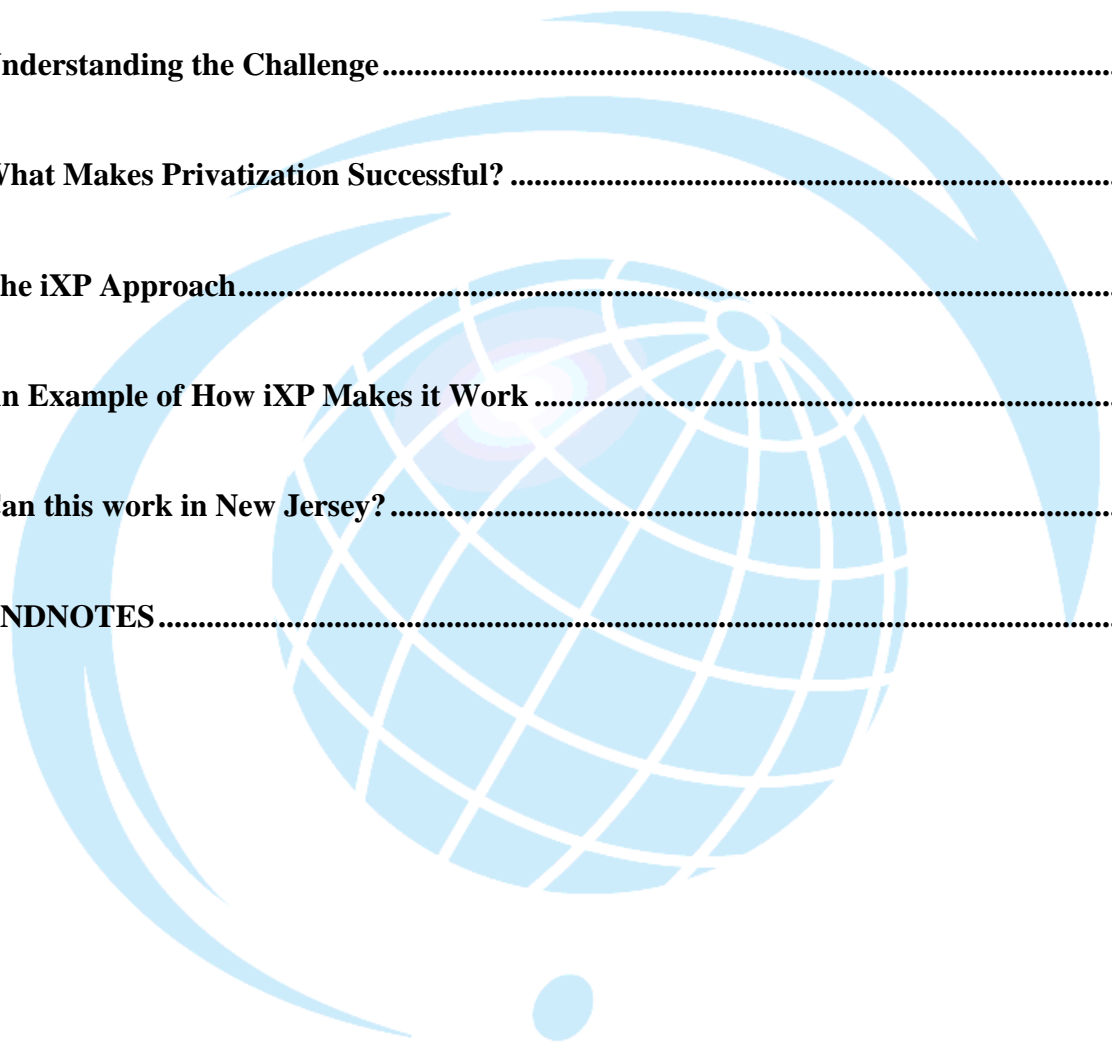 nderstanding the Challenge..........
hat Makes Privatization Successful? ..........
he iXP Approach..........
n Example of How iXP Makes it Work ..........
an this work in New Jersey? ..........
NDNOTES..........